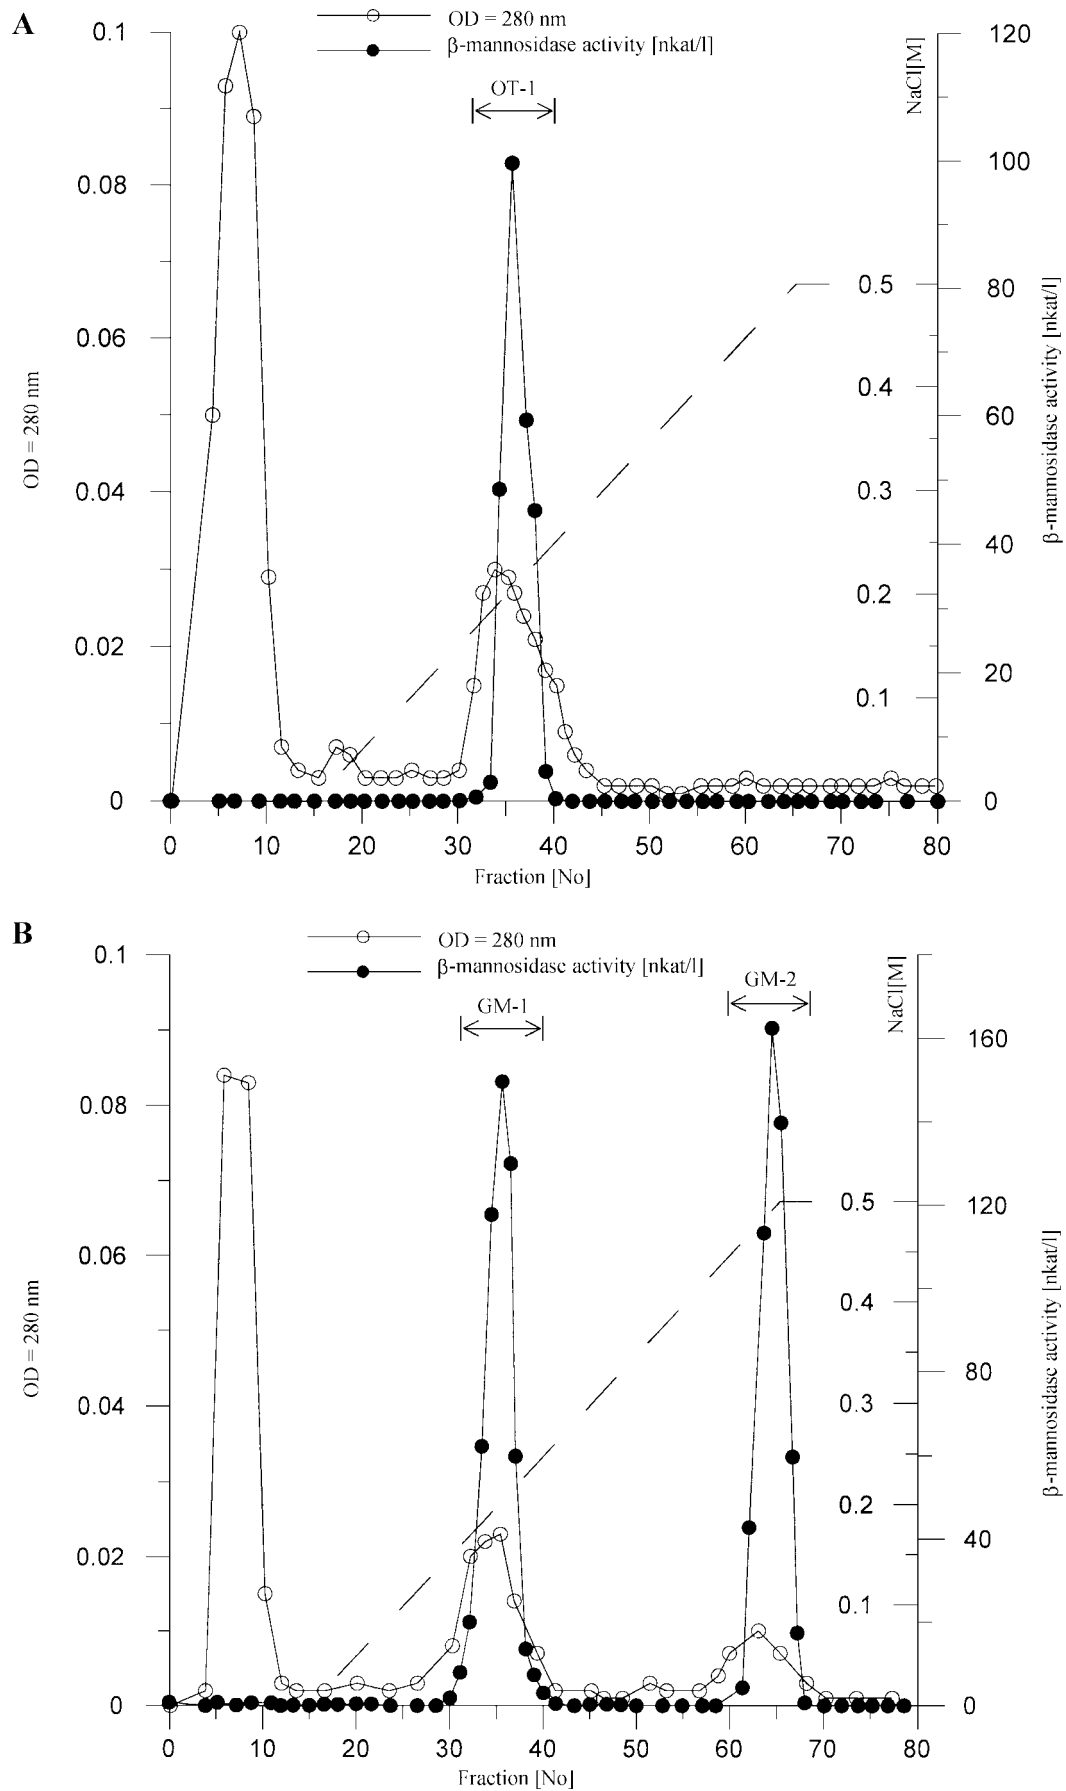 A
OD = 280 nm
β-mannosidase activity [nkat/l]
OT-1
NaCl[M]
0.1
0.08
0.06
0.04
0.02
0
OD = 280 nm
0.5
0.4
0.3
0.2
0.1
120
100
80
60
40
20
0
β-mannosidase activity [nkat/l]
0 10 20 30 40 50 60 70 80
Fraction [No]
B
OD = 280 nm
β-mannosidase activity [nkat/l]
GM-1
GM-2
NaCl[M]
0.1
0.08
0.06
0.04
0.02
0
OD = 280 nm
0.5
0.4
0.3
0.2
0.1
160
120
80
40
0
β-mannosidase activity [nkat/l]
0 10 20 30 40 50 60 70 80
Fraction [No]